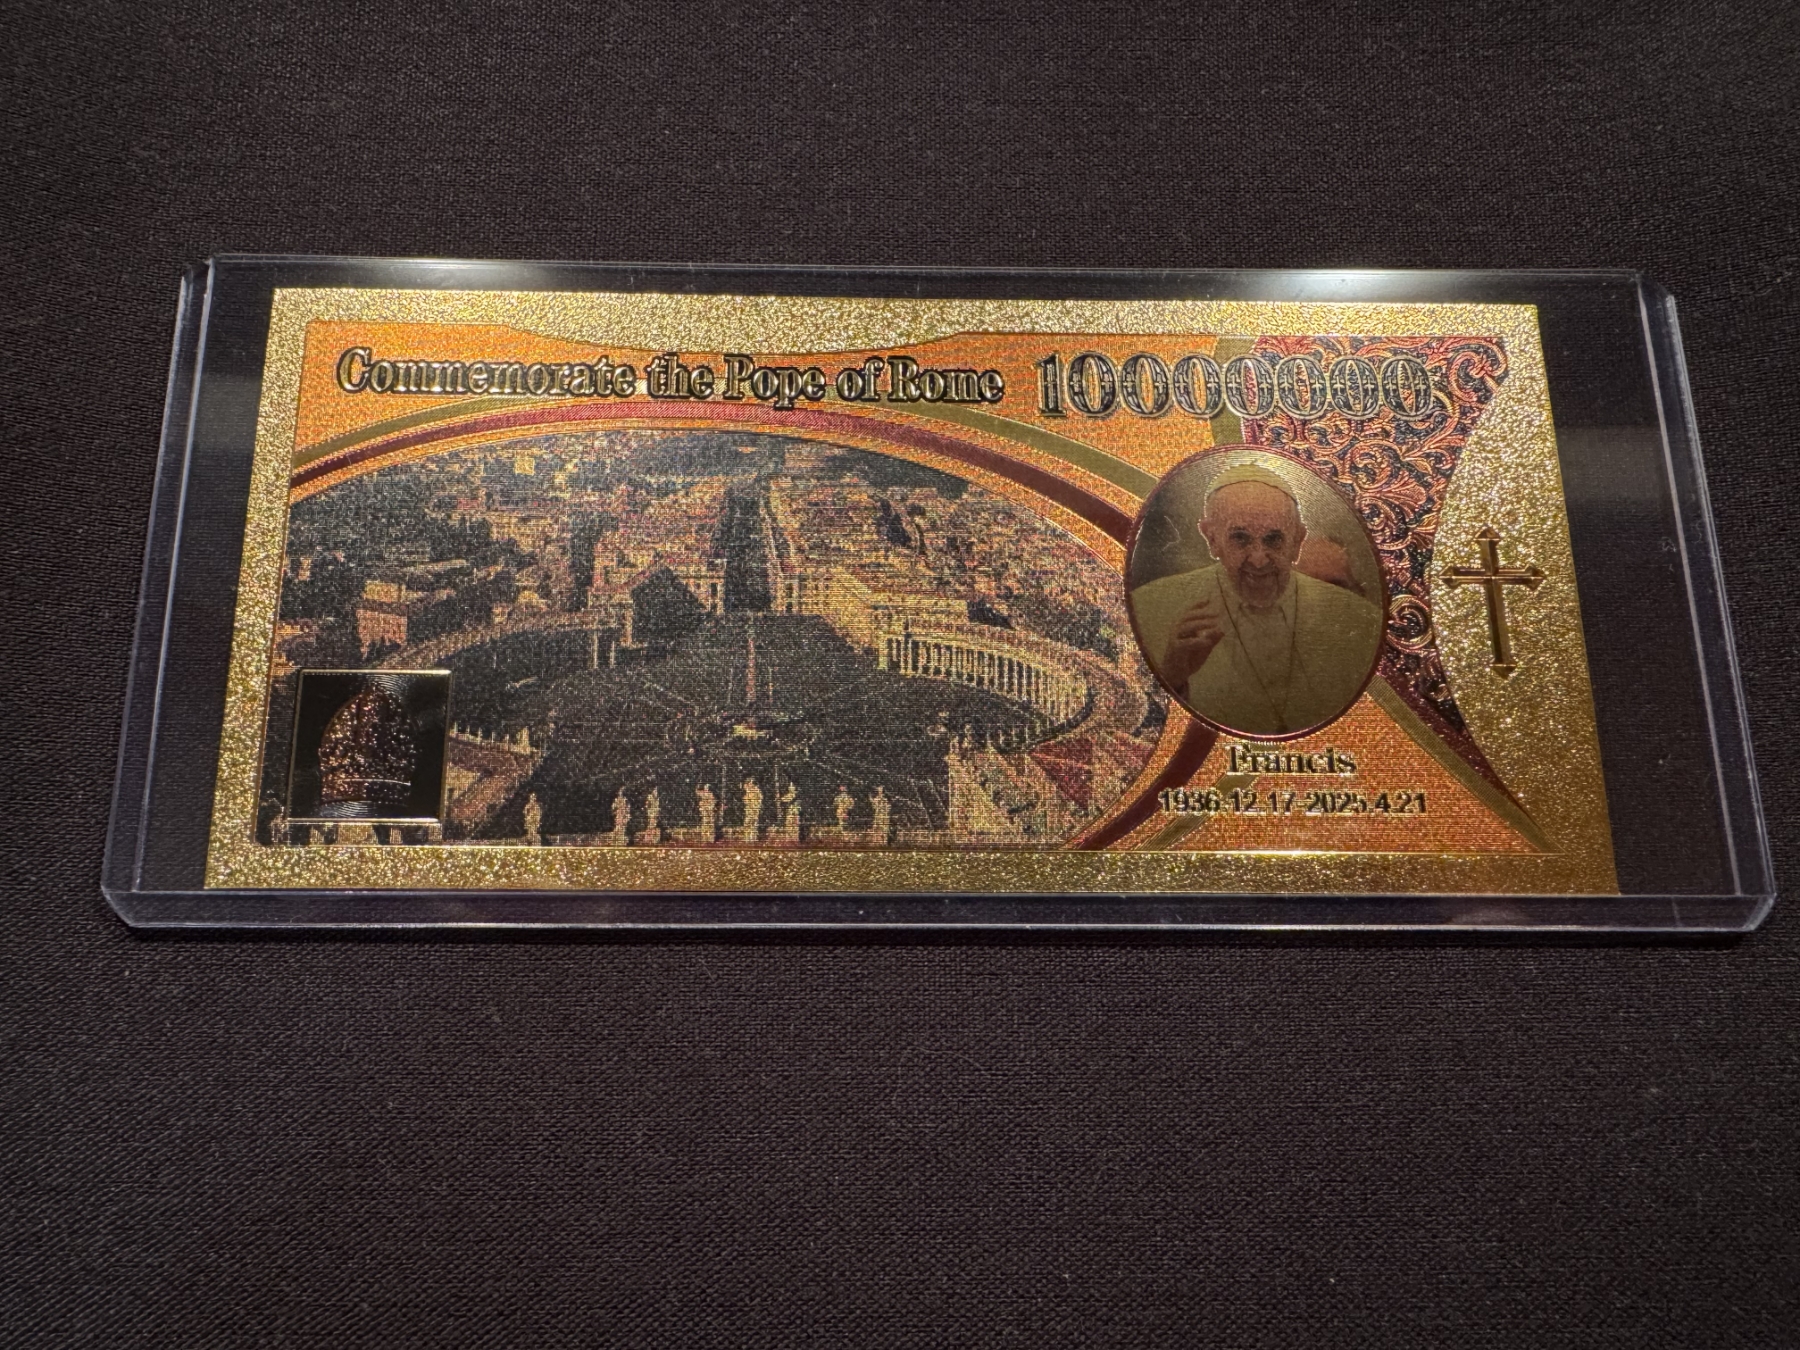 Commemorate the Pope of Rome 10000000
Francis
1936.12.17-2025.4.21